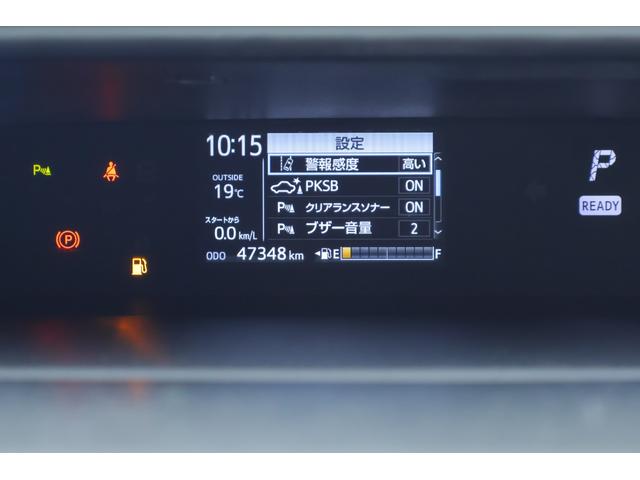 10:15
設定
警報感度 高い
OUTSIDE
19℃
PKSB ON
P クリアランスソナー ON
スタートから
0.0 km/L
P ブザー音量 2
ODO 47348 km
E F
P
READY
P
P